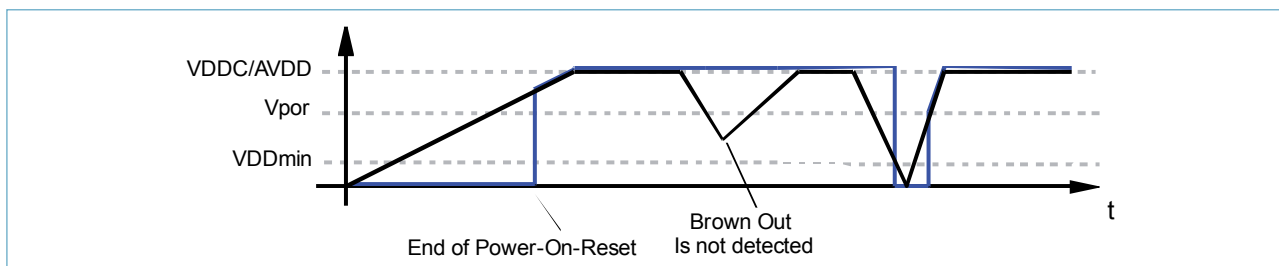 VDDC/AVDD
Vpor
VDDmin
t
End of Power-On-Reset
Brown Out
Is not detected